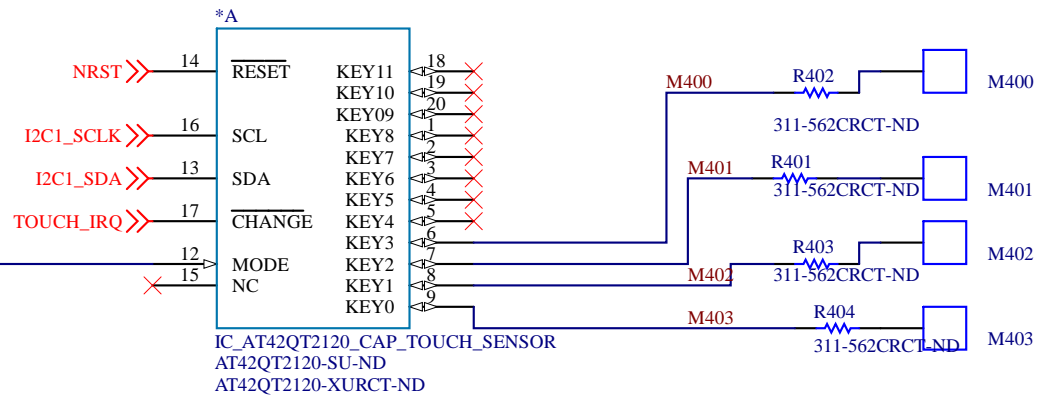 *A
NRST
14
RESET
KEY11
18
KEY10
19
KEY09
20
I2C1_SCLK
16
SCL
KEY8
1
KEY7
2
I2C1_SDA
13
SDA
KEY6
3
KEY5
4
TOUCH_IRQ
17
CHANGE
KEY4
5
KEY3
6
12
MODE
KEY2
7
15
NC
KEY1
8
KEY0
9
IC_AT42QT2120_CAP_TOUCH_SENSOR
AT42QT2120-SU-ND
AT42QT2120-XURCT-ND
M400
R402
311-562CRCT-ND
M400
M401
R401
311-562CRCT-ND
M401
M402
R403
311-562CRCT-ND
M402
M403
R404
311-562CRCT-ND
M403